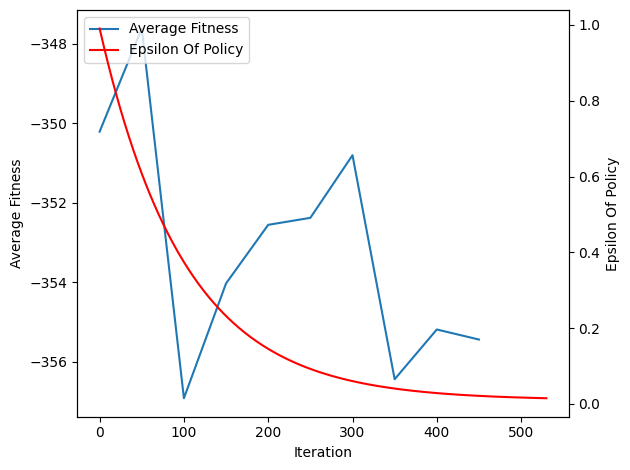 Average Fitness
Epsilon Of Policy
−348
−350
−352
−354
−356
Average Fitness
1.0
0.8
0.6
0.4
0.2
0.0
Epsilon Of Policy
0 100 200 300 400 500
Iteration